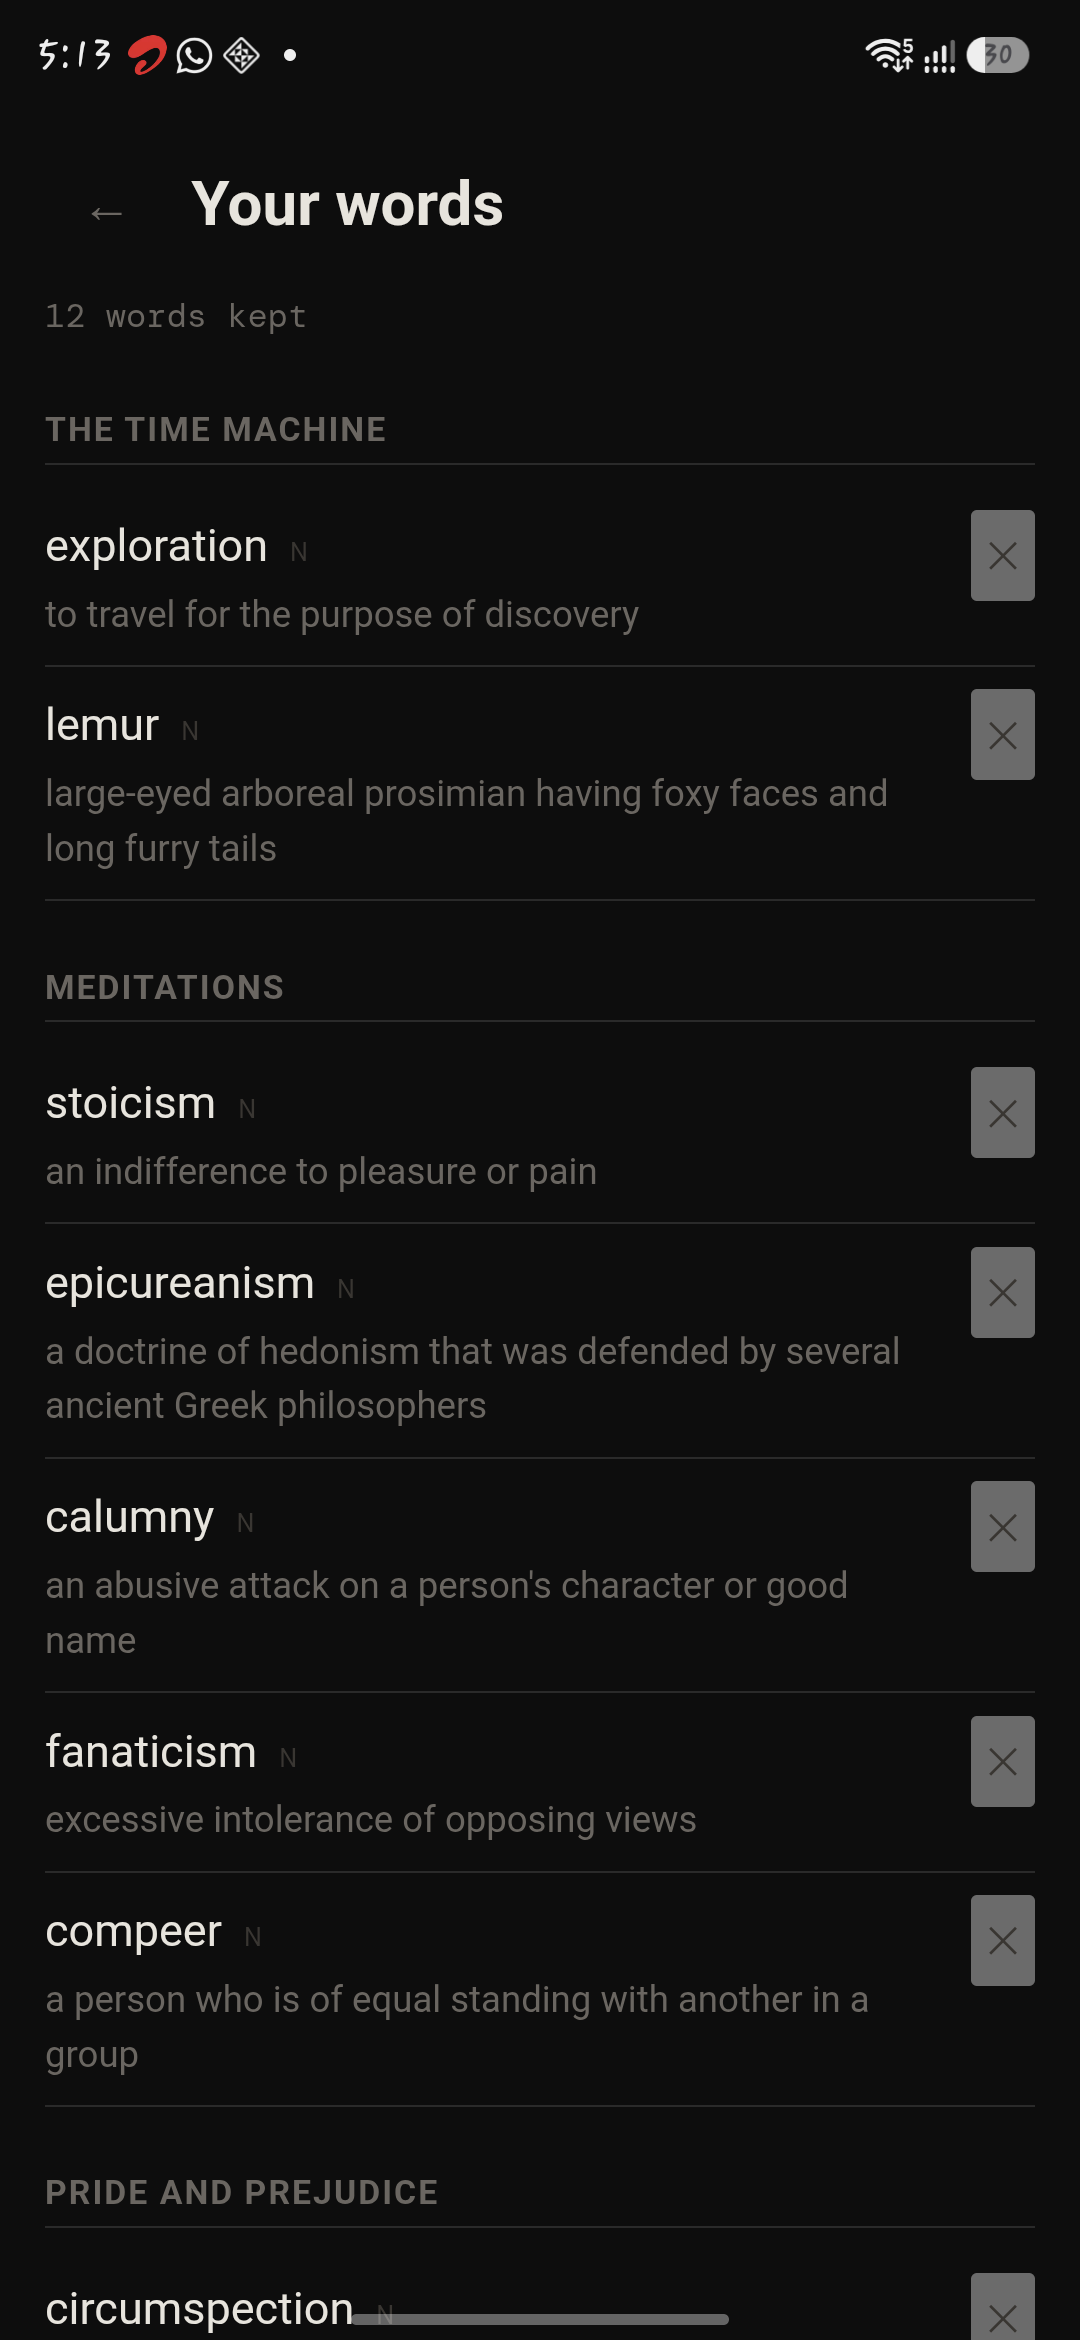 5:13
5
30
← Your words
12 words kept
THE TIME MACHINE
exploration N
to travel for the purpose of discovery
lemur N
large-eyed arboreal prosimian having foxy faces and
long furry tails
MEDITATIONS
stoicism N
an indifference to pleasure or pain
epicureanism N
a doctrine of hedonism that was defended by several
ancient Greek philosophers
calumny N
an abusive attack on a person's character or good
name
fanaticism N
excessive intolerance of opposing views
compeer N
a person who is of equal standing with another in a
group
PRIDE AND PREJUDICE
circumspection N